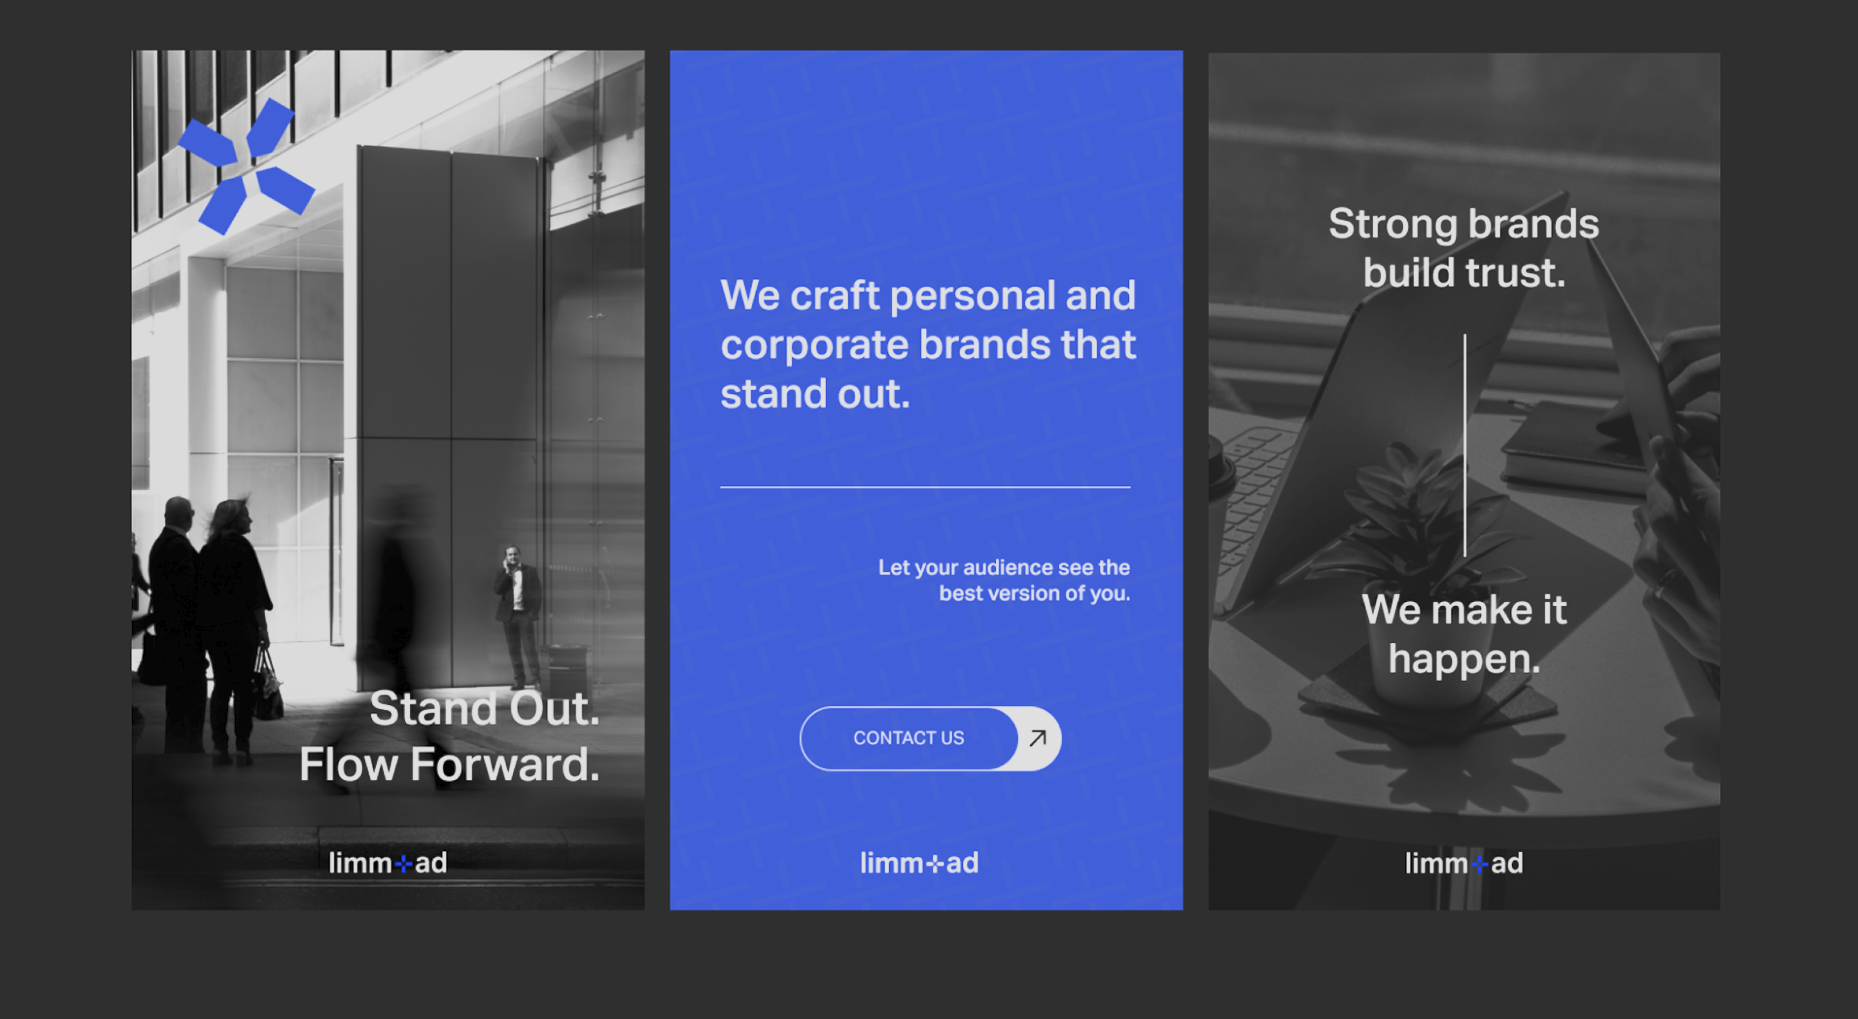 Stand Out.
Flow Forward.
limm+ad
We craft personal and
corporate brands that
stand out.
Let your audience see the
best version of you.
CONTACT US
limm+ad
Strong brands
build trust.
We make it
happen.
limm+ad